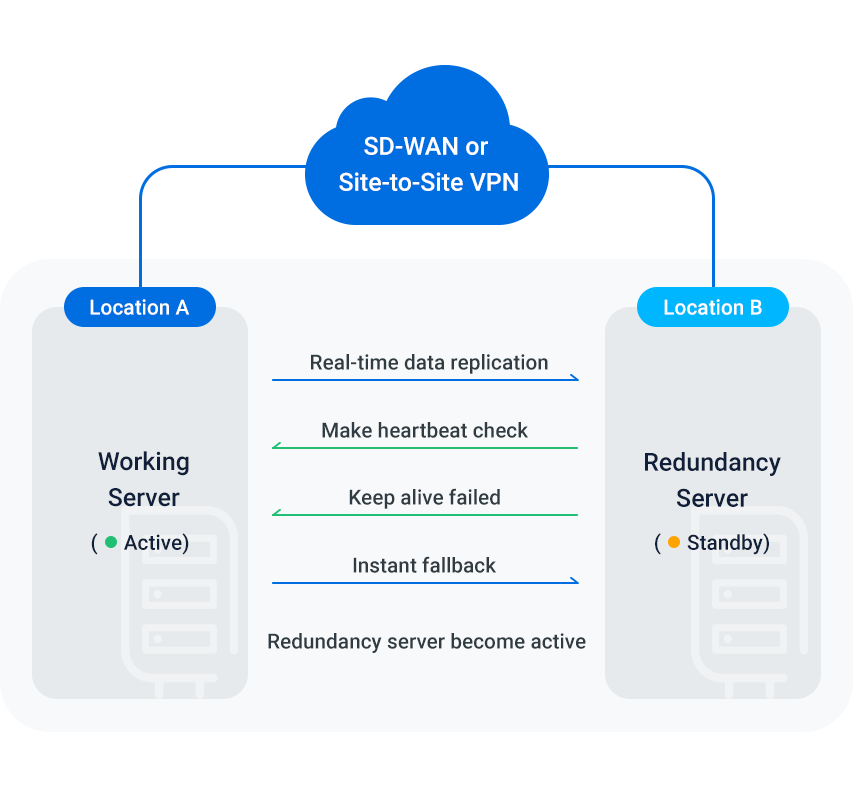 SD-WAN or
Site-to-Site VPN
Location A
Location B
Real-time data replication
Make heartbeat check
Working
Server
( Active)
Redundancy
Server
( Standby)
Keep alive failed
Instant fallback
Redundancy server become active